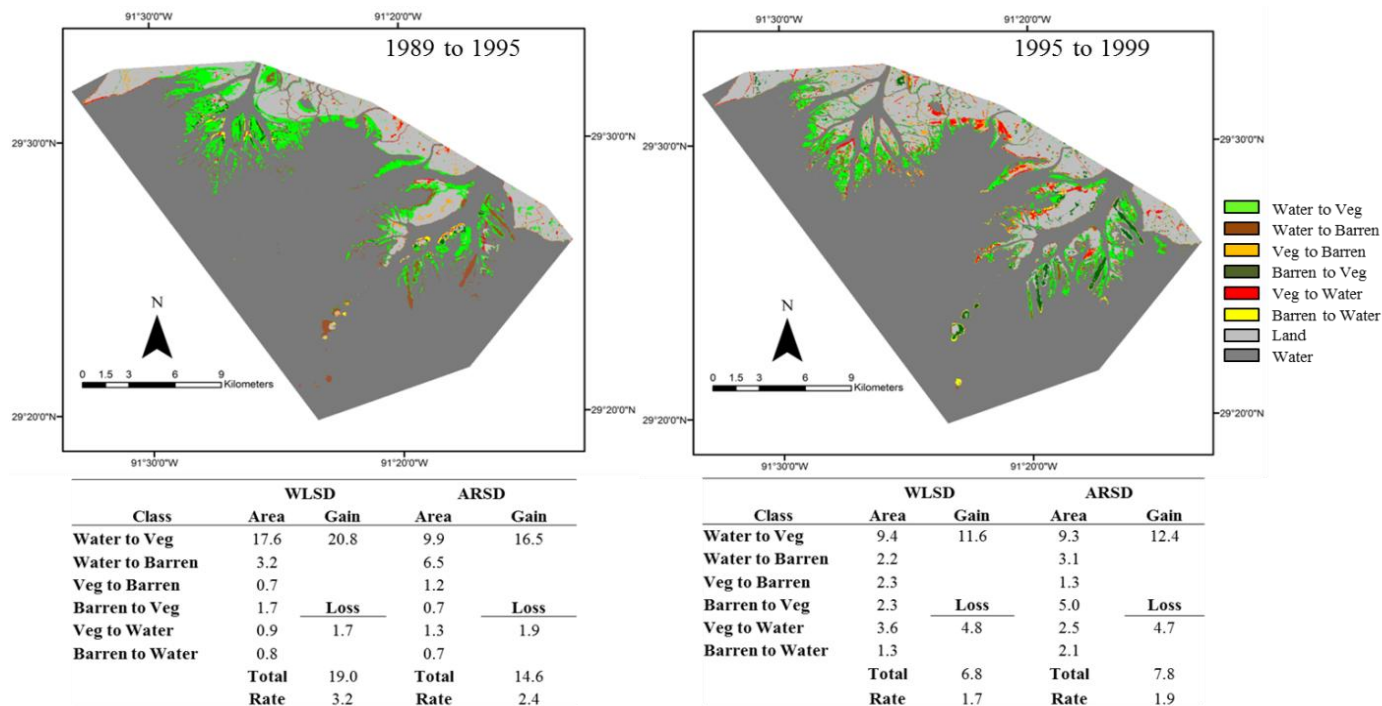 91°30'0"W 91°20'0"W
1989 to 1995
29°30'0"N 29°30'0"N
N
0 1.5 3 6 9
Kilometers
29°20'0"N 29°20'0"N
91°30'0"W 91°20'0"W
WLSD ARSD
Class Area Gain Area Gain
Water to Veg 17.6 20.8 9.9 16.5
Water to Barren 3.2 6.5
Veg to Barren 0.7 1.2
Barren to Veg 1.7 Loss 0.7 Loss
Veg to Water 0.9 1.7 1.3 1.9
Barren to Water 0.8 0.7
Total 19.0 Total 14.6
Rate 3.2 Rate 2.4
91°30'0"W 91°20'0"W
1995 to 1999
29°30'0"N 29°30'0"N
N
0 1.5 3 6 9
Kilometers
29°20'0"N 29°20'0"N
91°30'0"W 91°20'0"W
WLSD ARSD
Class Area Gain Area Gain
Water to Veg 9.4 11.6 9.3 12.4
Water to Barren 2.2 3.1
Veg to Barren 2.3 1.3
Barren to Veg 2.3 Loss 5.0 Loss
Veg to Water 3.6 4.8 2.5 4.7
Barren to Water 1.3 2.1
Total 6.8 Total 7.8
Rate 1.7 Rate 1.9
Water to Veg
Water to Barren
Veg to Barren
Barren to Veg
Veg to Water
Barren to Water
Land
Water